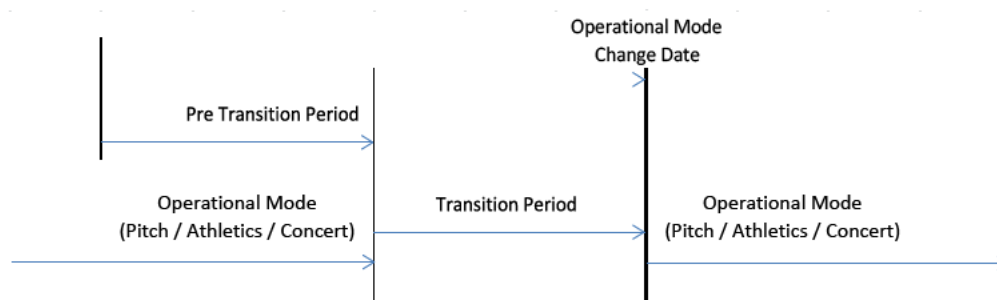 Operational Mode
Change Date
Pre Transition Period
Operational Mode
(Pitch / Athletics / Concert)
Transition Period
Operational Mode
(Pitch / Athletics / Concert)